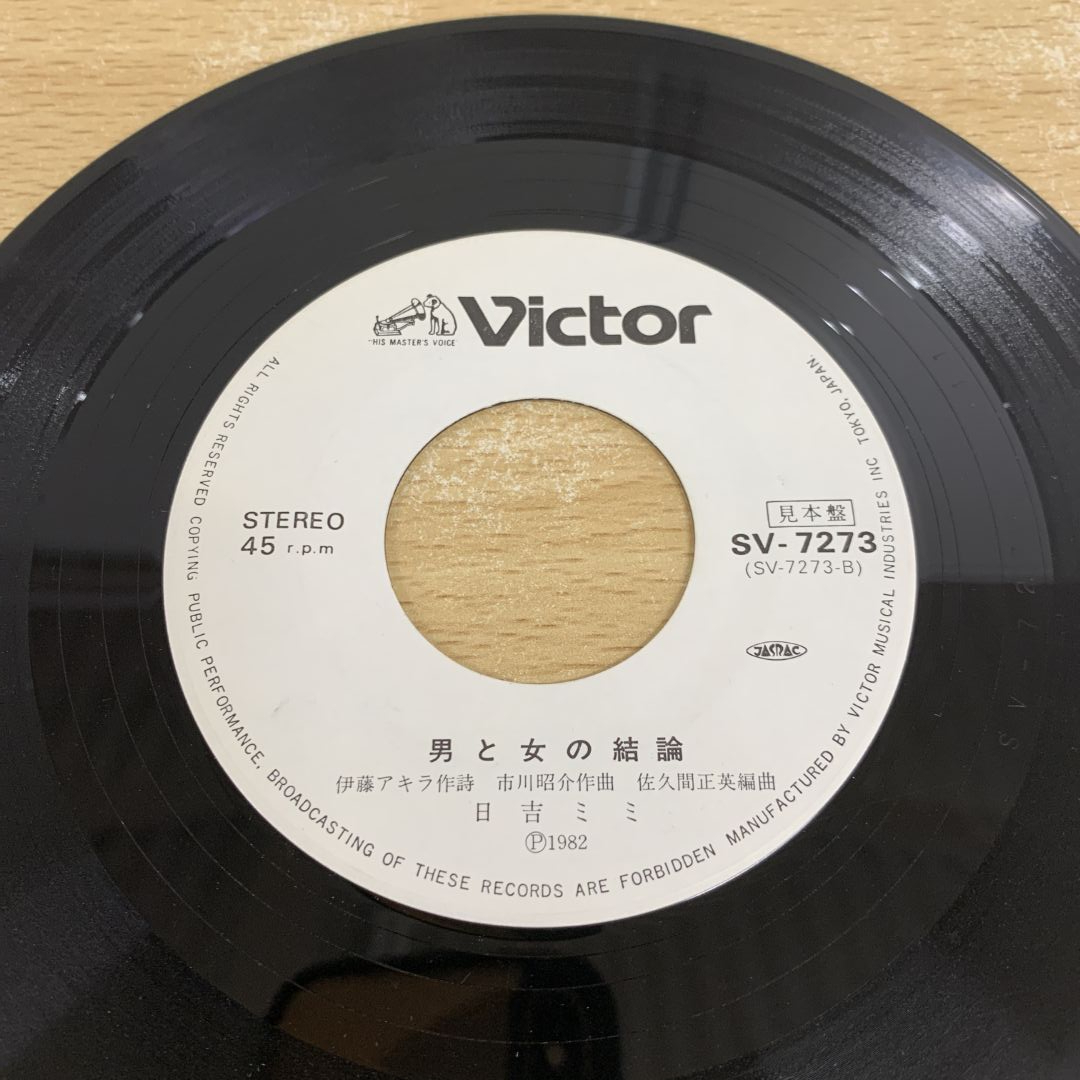 "HIS MASTER'S VOICE"
Victor
STEREO
45 r.p.m
見本盤
SV-7273
(SV-7273-B)
JASRAC
男と女の結論
伊藤アキラ作詩 市川昭介作曲 佐久間正英編曲
日吉ミミ
Ⓟ1982
ALL RIGHTS RESERVED COPYING PUBLIC PERFORMANCE, BROADCASTING OF THESE RECORDS ARE FORBIDDEN MANUFACTURED BY VICTOR MUSICAL INDUSTRIES INC TOKYO, JAPAN.